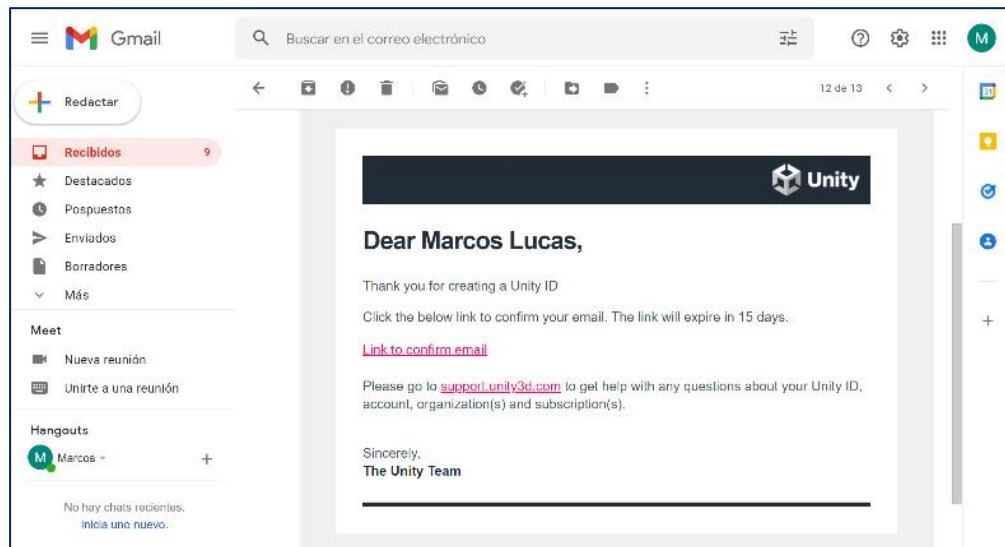 Gmail
Buscar en el correo electrónico
M
Redactar
12 de 13
Recibidos 9
Destacados
Pospuestos
Enviados
Borradores
Más
Meet
Nueva reunión
Unirte a una reunión
Hangouts
M Marcos
No hay chats recientes.
Inicia uno nuevo.
Unity
Dear Marcos Lucas,
Thank you for creating a Unity ID
Click the below link to confirm your email. The link will expire in 15 days.
Link to confirm email
Please go to support.unity3d.com to get help with any questions about your Unity ID,
account, organization(s) and subscription(s).
Sincerely,
The Unity Team
31